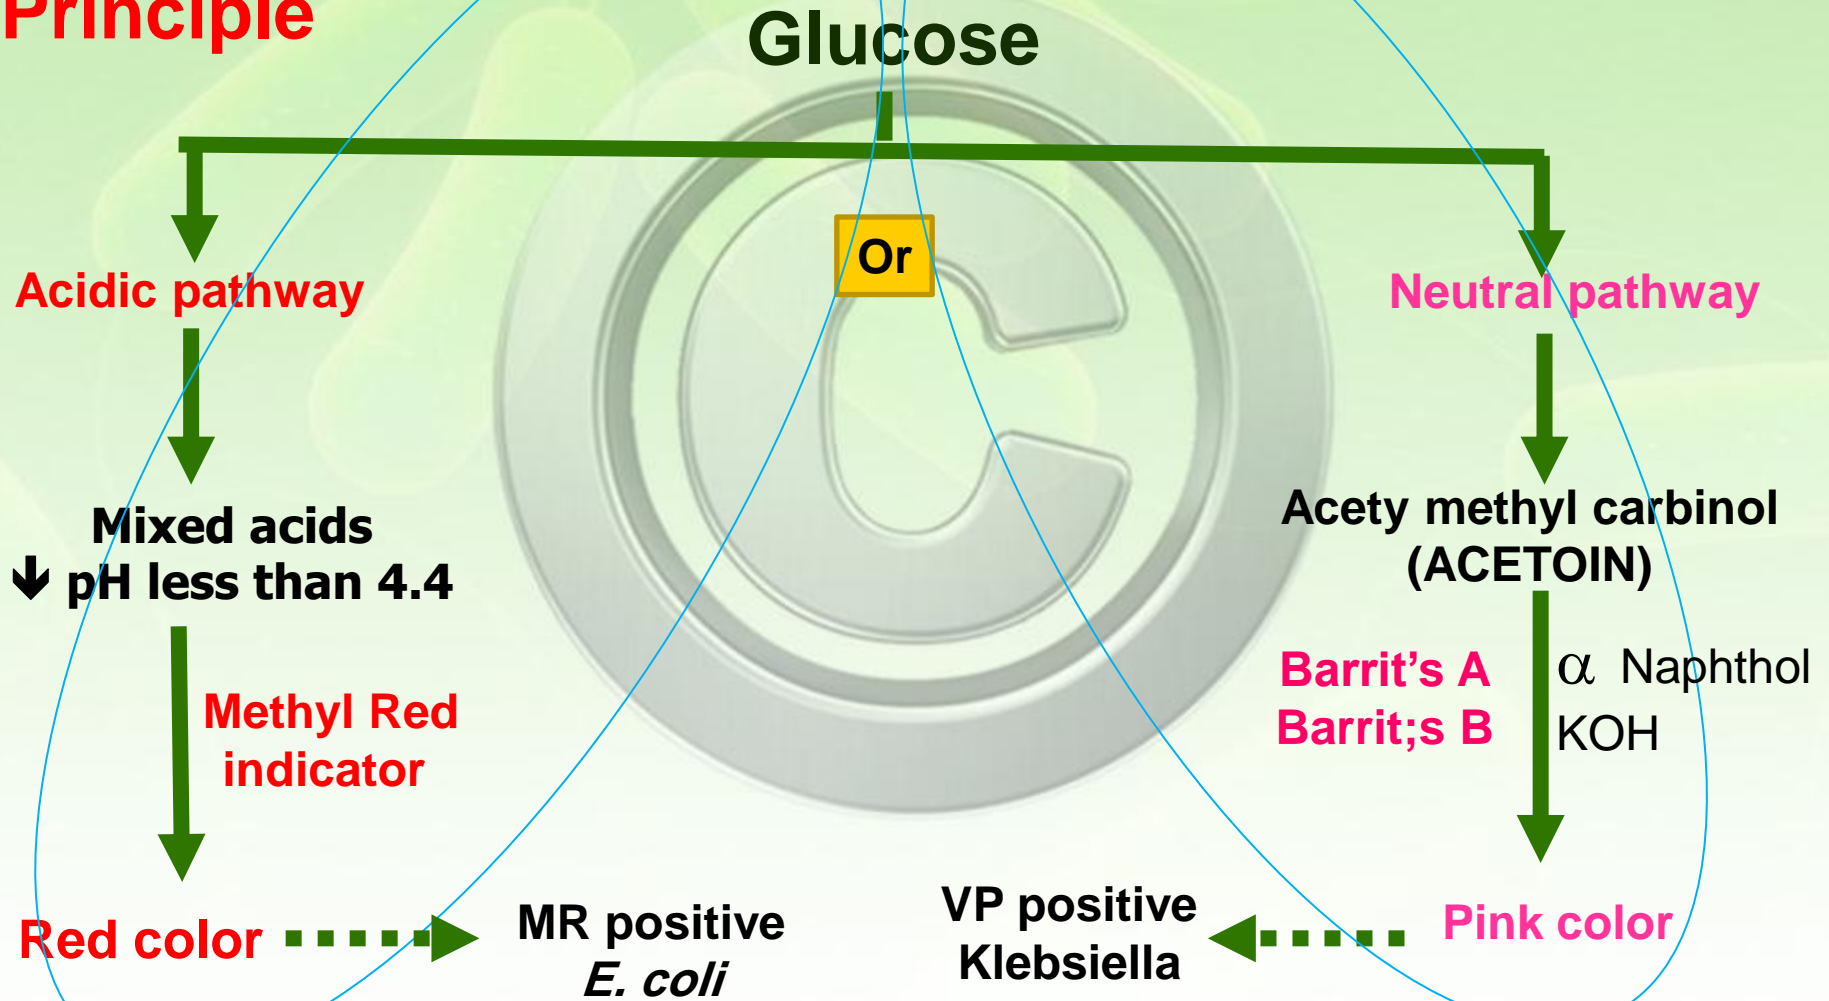 Principle
Glucose
Or
Acidic pathway
Neutral pathway
Mixed acids
🡻 pH less than 4.4
Acety methyl carbinol
(ACETOIN)
Methyl Red
indicator
Barrit's A
Barrit;s B
α Naphthol
KOH
Red color
MR positive
E. coli
VP positive
Klebsiella
Pink color